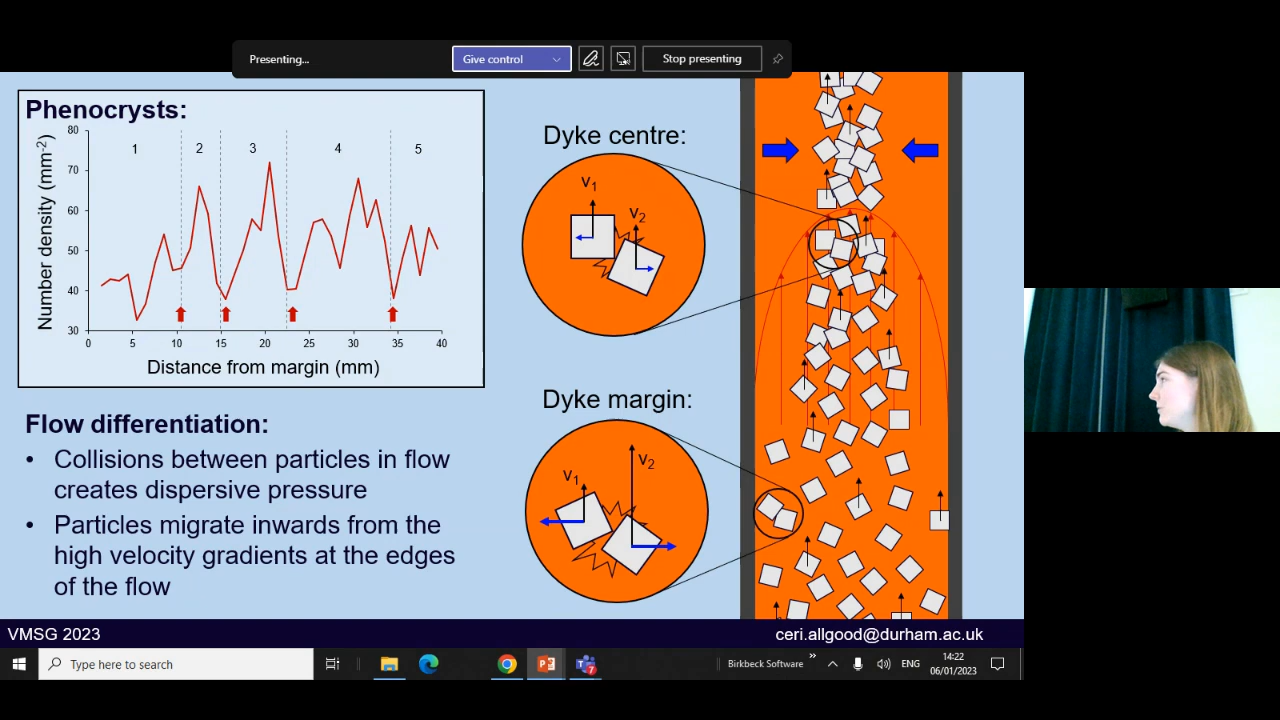 Presenting...
Give control
Stop presenting
Phenocrysts:
Number density (mm-2)
80
70
60
50
40
30
1
2
3
4
5
0
5
10
15
20
25
30
35
40
Distance from margin (mm)
Flow differentiation:
• Collisions between particles in flow
creates dispersive pressure
• Particles migrate inwards from the
high velocity gradients at the edges
of the flow
Dyke centre:
v1
v2
Dyke margin:
v1
v2
VMSG 2023
ceri.allgood@durham.ac.uk
Type here to search
7
Birkbeck Software
ENG
14:22
06/01/2023